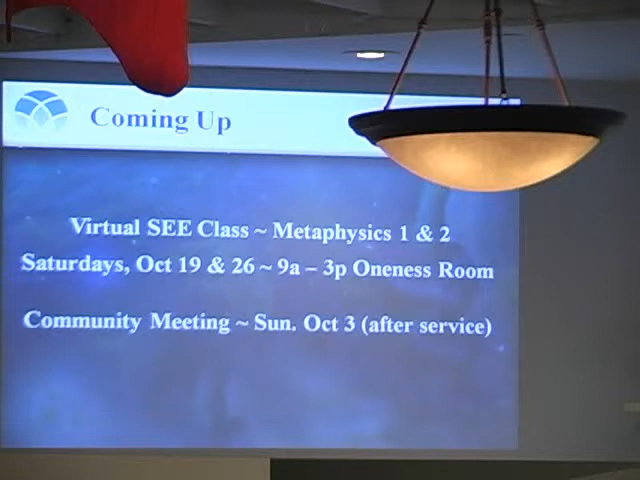 Coming Up
Virtual SEE Class ~ Metaphysics 1 & 2
Saturdays, Oct 19 & 26 ~ 9a – 3p Oneness Room
Community Meeting ~ Sun. Oct 3 (after service)